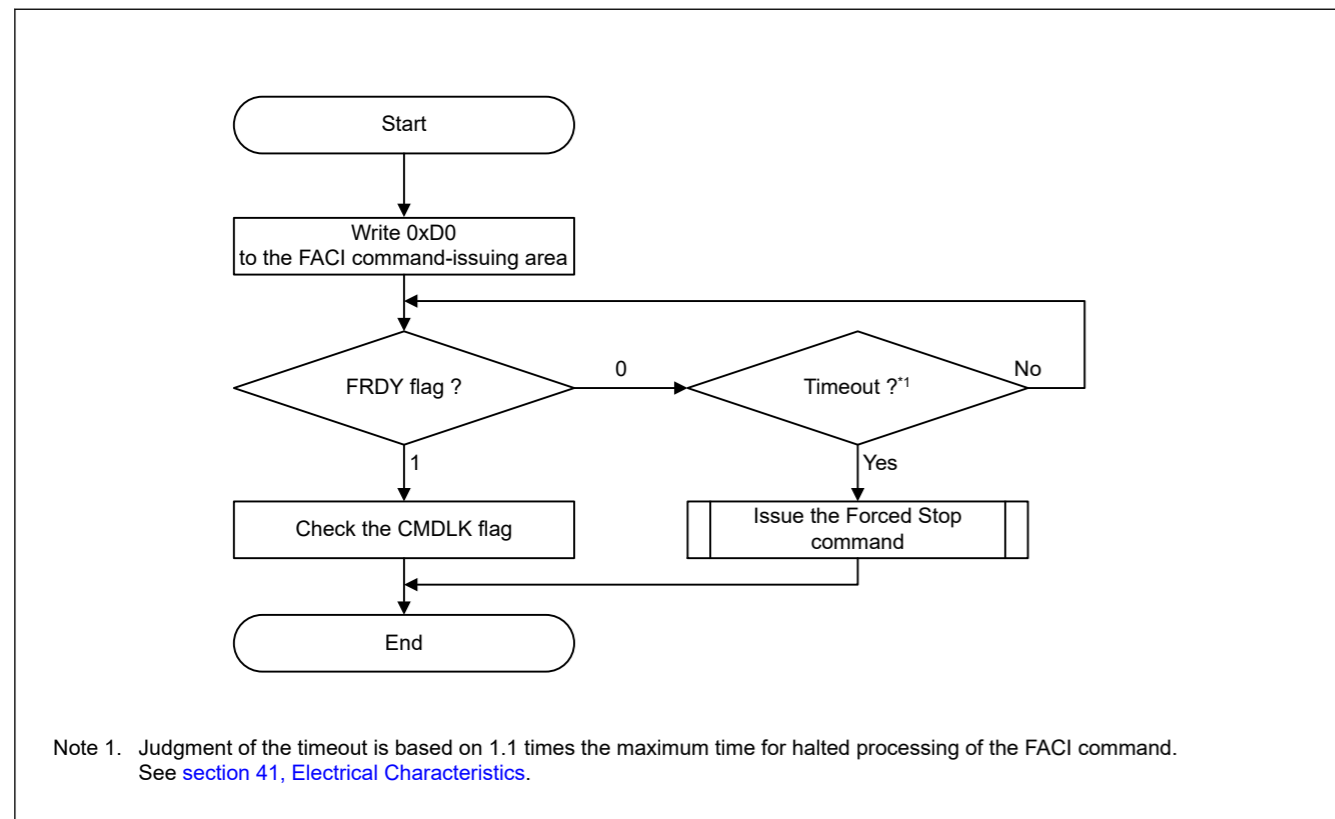 Start
Write 0xD0
to the FACI command-issuing area
FRDY flag ?
0
Timeout ?*1
No
1
Yes
Check the CMDLK flag
Issue the Forced Stop
command
End
Note 1. Judgment of the timeout is based on 1.1 times the maximum time for halted processing of the FACI command.
See section 41, Electrical Characteristics.